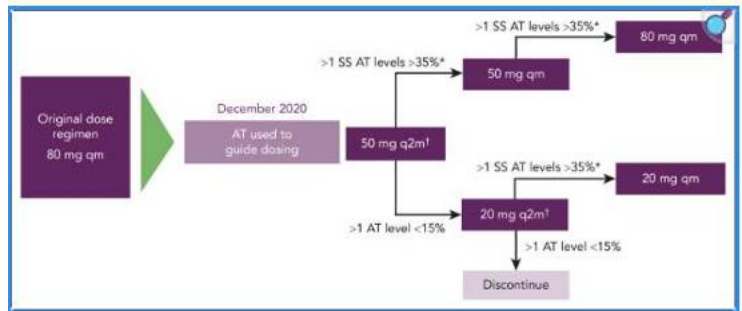 >1 SS AT levels >35%*
80 mg qm
>1 SS AT levels >35%*
50 mg qm
Original dose
regimen
80 mg qm
December 2020
AT used to
guide dosing
50 mg q2m†
>1 SS AT levels >35%*
20 mg qm
>1 AT level <15%
20 mg q2m†
>1 AT level <15%
Discontinue